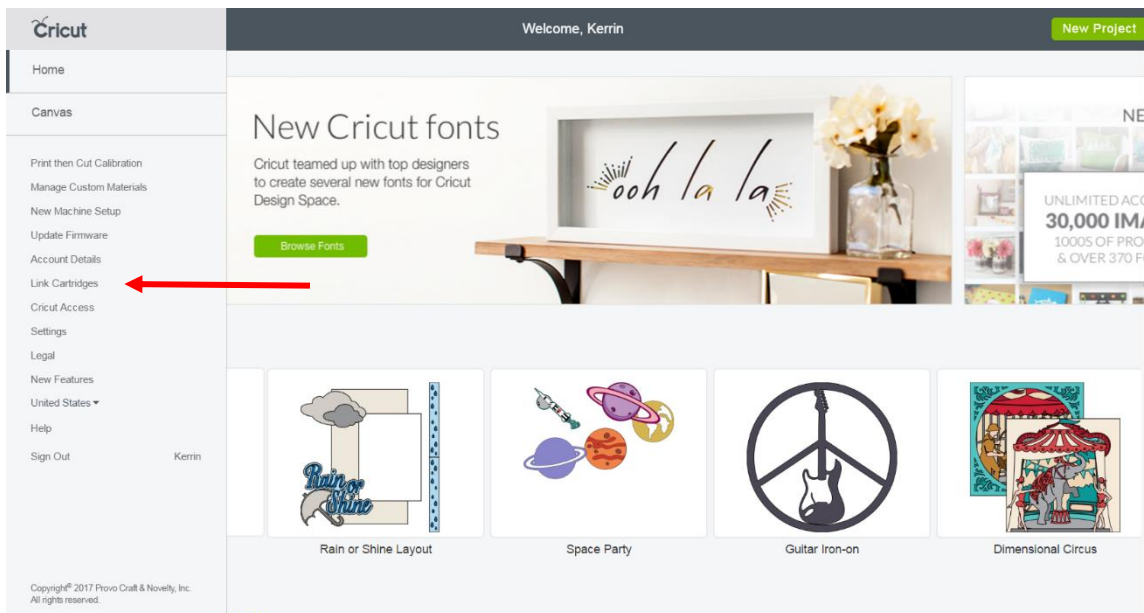 Cricut
Welcome, Kerrin
New Project
Home
Canvas
Print then Cut Calibration
Manage Custom Materials
New Machine Setup
Update Firmware
Account Details
Link Cartridges
Cricut Access
Settings
Legal
New Features
United States
Help
Sign Out
Kerrin
Copyright® 2017 Provo Craft & Novelty, Inc.
All rights reserved.
New Cricut fonts
Cricut teamed up with top designers
to create several new fonts for Cricut
Design Space.
Browse Fonts
ooh la la
NE
UNLIMITED ACC
30,000 IMA
1000S OF PRO
& OVER 370 F
Rain or
Shine
Rain or Shine Layout
Space Party
Guitar Iron-on
Dimensional Circus